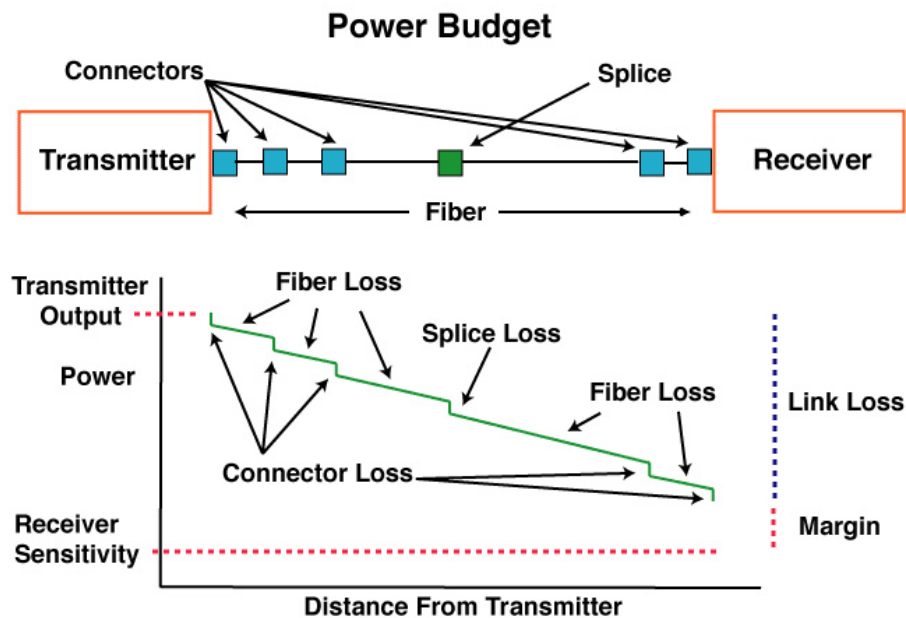 Power Budget
Connectors
Splice
Transmitter
Receiver
Fiber
Transmitter
Output
Fiber Loss
Splice Loss
Power
Fiber Loss
Link Loss
Connector Loss
Receiver
Sensitivity
Margin
Distance From Transmitter